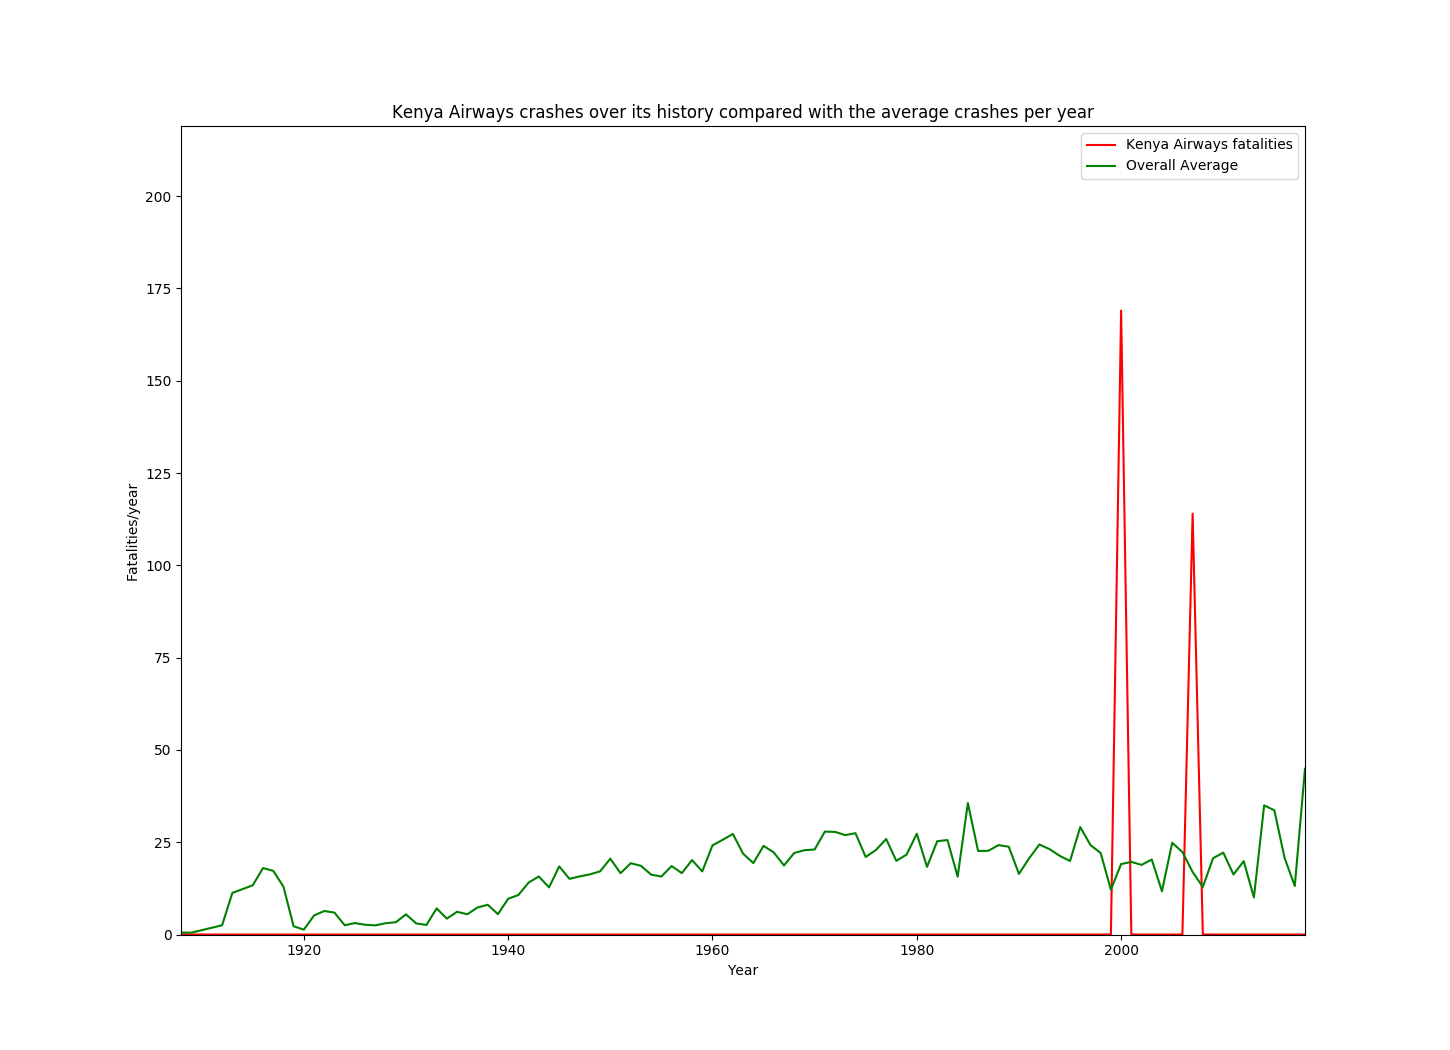 Kenya Airways crashes over its history compared with the average crashes per year
Kenya Airways fatalities
Overall Average
200
175
150
125
100
75
50
25
0
Fatalities/year
1920
1940
1960
1980
2000
Year